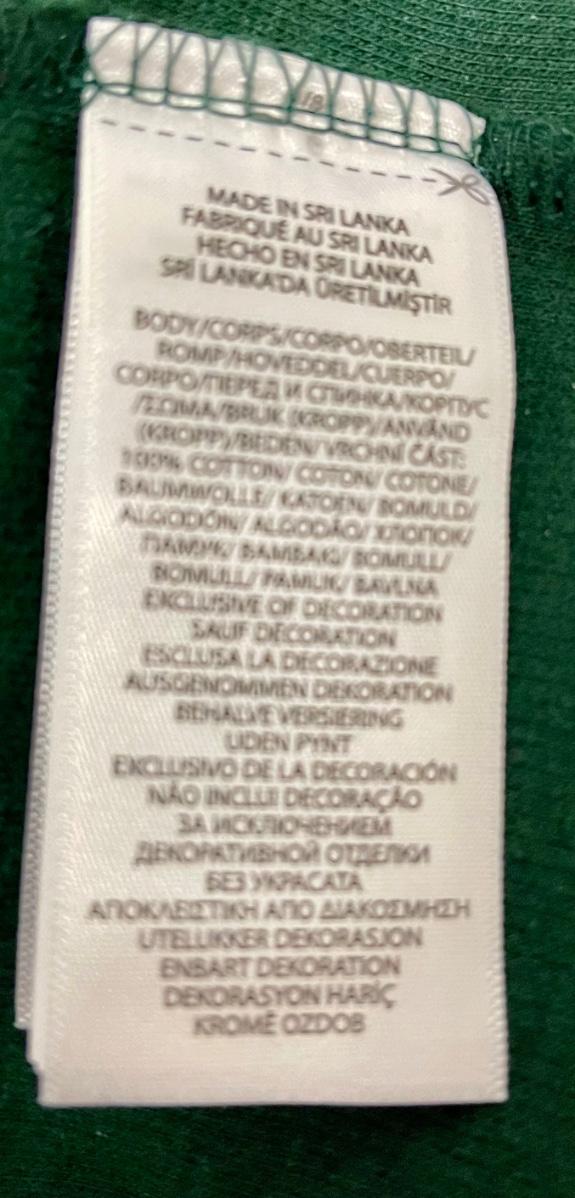 MADE IN SRI LANKA
FABRIQUÉ AU SRI LANKA
HECHO EN SRI LANKA
SRİ LANKA'DA ÜRETİLMİŞTİR
BODY/CORPS/CORPO/OBERTEIL/
ROMP/HOVEDDEL/CUERPO/
CORPO/ПЕРЕД И СПИНКА/КОРПУС
/ΣΩΜΑ/BRUK (KROPP)/ANVÄND
(KROPP)/BEDEN/ VRCHNÍ ČÁST:
100% COTTON/ COTON/ COTONE/
BAUMWOLLE/ KATOEN/ BOMULD/
ALGODÓN/ ALGODÃO/ ХЛОПОК/
ПАМУК/ ΒΑΜΒΑΚΙ/ BOMULL/
BOMULL/ PAMUK/ BAVLNA
EXCLUSIVE OF DECORATION
SAUF DÉCORATION
ESCLUSA LA DECORAZIONE
AUSGENOMMEN DEKORATION
BEHALVE VERSIERING
UDEN PYNT
EXCLUSIVO DE LA DECORACIÓN
NÃO INCLUI DECORAÇÃO
ЗА ИСКЛЮЧЕНИЕМ
ДЕКОРАТИВНОЙ ОТДЕЛКИ
БЕЗ УКРАСАТА
ΑΠΟΚΛΕΙΣΤΙΚΗ ΑΠΟ ΔΙΑΚΟΣΜΗΣΗ
UTELUKKER DEKORASJON
ENBART DEKORATION
DEKORASYON HARİÇ
KROMĚ OZDOB